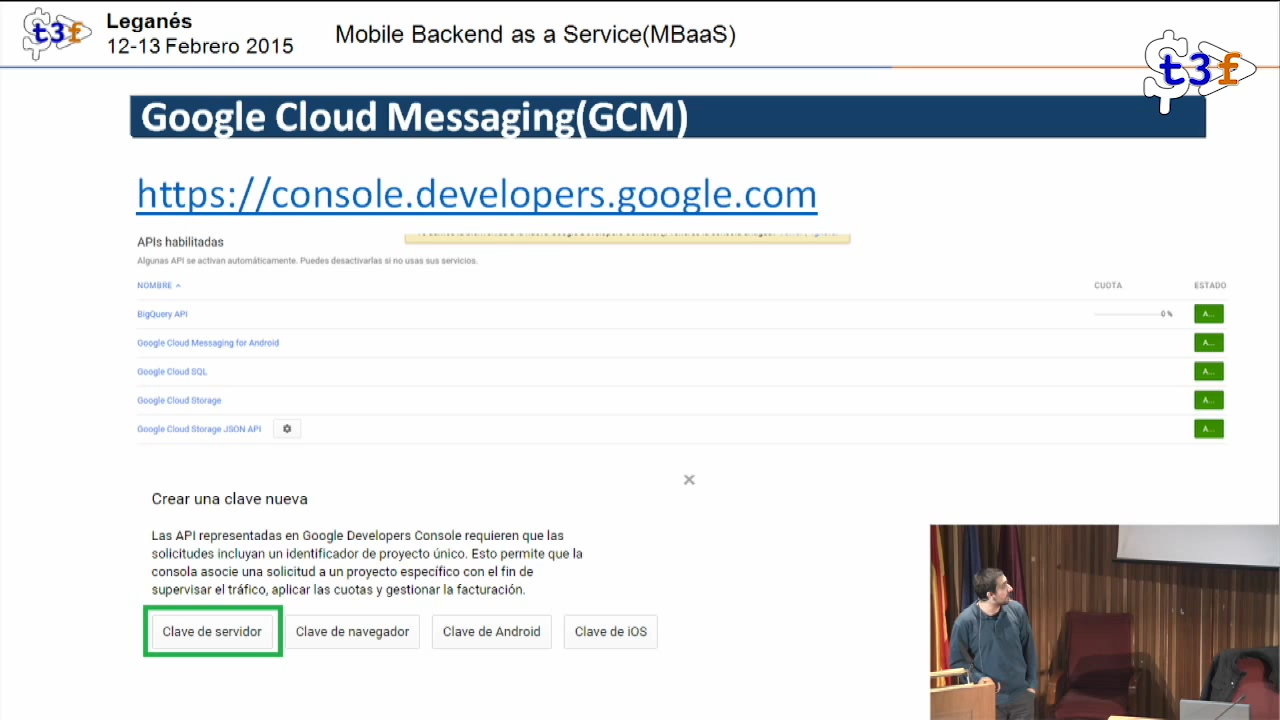 t3f
Leganés
12-13 Febrero 2015
Mobile Backend as a Service(MBaaS)
t3f
Google Cloud Messaging(GCM)
https://console.developers.google.com
APIs habilitadas
Algunas API se activan automáticamente. Puedes desactivarlas si no usas sus servicios.
NOMBRE CUOTA ESTADO
BigQuery API 0 % A...
Google Cloud Messaging for Android A...
Google Cloud SQL A...
Google Cloud Storage A...
Google Cloud Storage JSON API A...
Crear una clave nueva
Las API representadas en Google Developers Console requieren que las
solicitudes incluyan un identificador de proyecto único. Esto permite que la
consola asocie una solicitud a un proyecto específico con el fin de
supervisar el tráfico, aplicar las cuotas y gestionar la facturación.
Clave de servidor Clave de navegador Clave de Android Clave de iOS